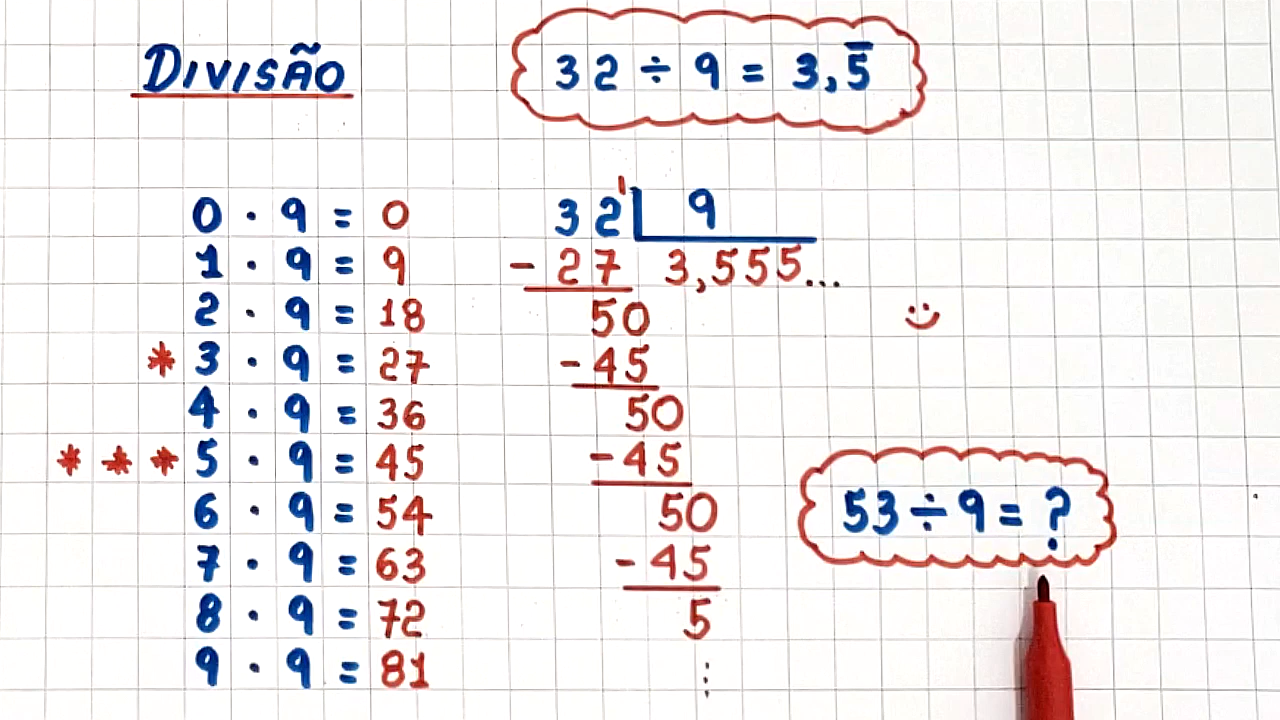 DIVISÃO
32 ÷ 9 = 3,5̅
0 · 9 = 0
1 · 9 = 9
2 · 9 = 18
* 3 · 9 = 27
4 · 9 = 36
* * * 5 · 9 = 45
6 · 9 = 54
7 · 9 = 63
8 · 9 = 72
9 · 9 = 81
32' 9
- 27 3,555...
50
- 45
50
- 45
50
- 45
5
⋮
53 ÷ 9 = ?